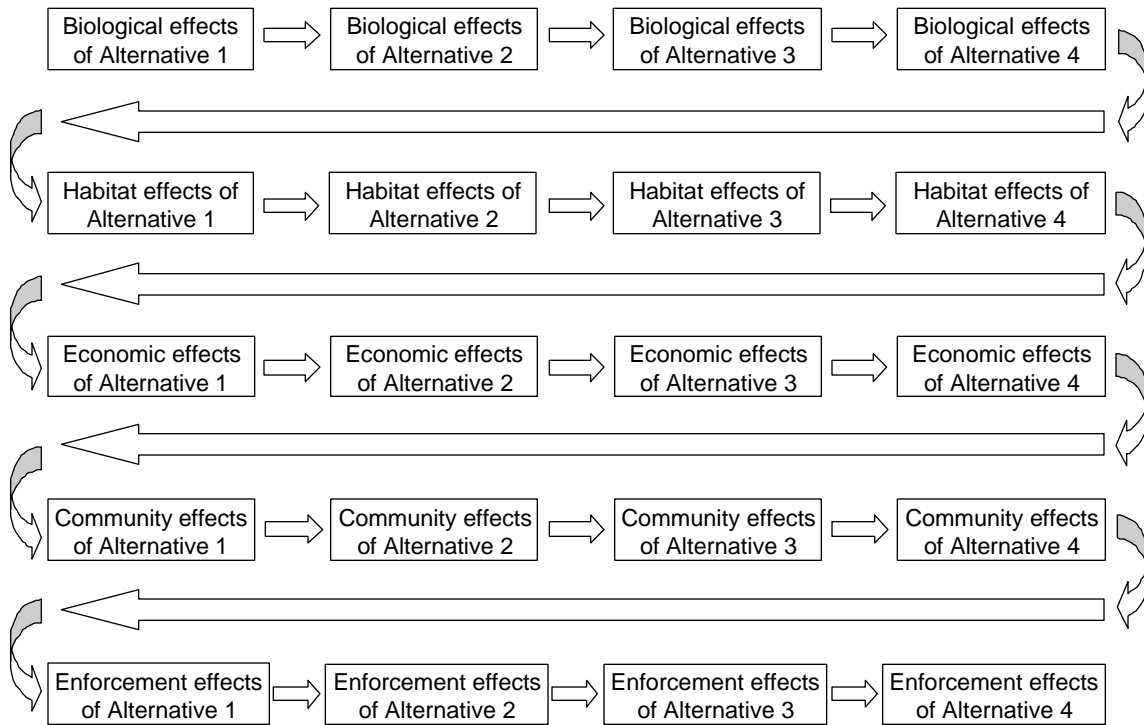 Biological effects
of Alternative 1
Biological effects
of Alternative 2
Biological effects
of Alternative 3
Biological effects
of Alternative 4
Habitat effects of
Alternative 1
Habitat effects of
Alternative 2
Habitat effects of
Alternative 3
Habitat effects of
Alternative 4
Economic effects
of Alternative 1
Economic effects
of Alternative 2
Economic effects
of Alternative 3
Economic effects
of Alternative 4
Community effects
of Alternative 1
Community effects
of Alternative 2
Community effects
of Alternative 3
Community effects
of Alternative 4
Enforcement effects
of Alternative 1
Enforcement effects
of Alternative 2
Enforcement effects
of Alternative 3
Enforcement effects
of Alternative 4